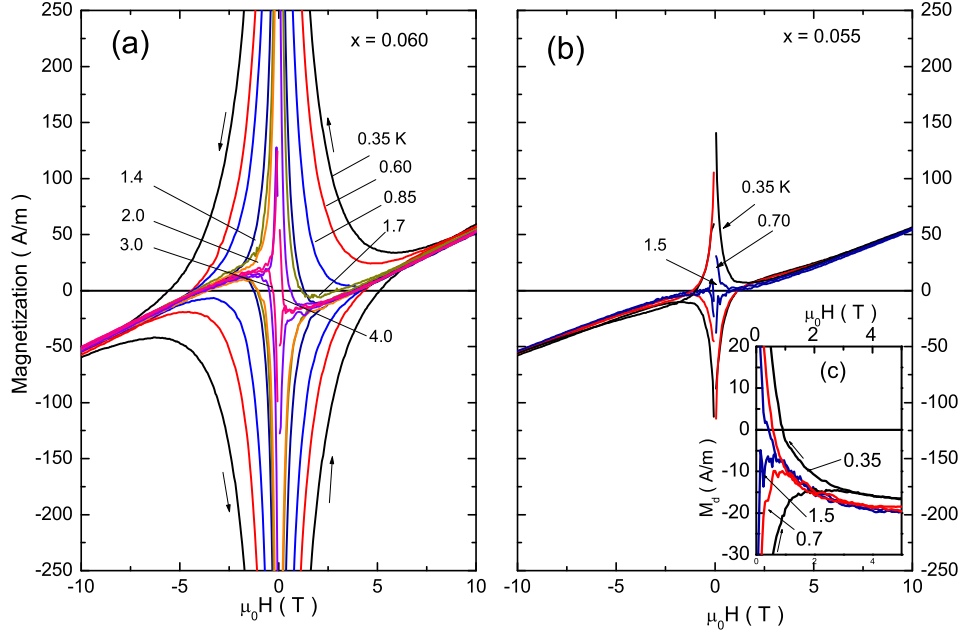 (a)
x = 0.060
0.35 K
0.60
0.85
1.7
1.4
2.0
3.0
4.0
Magnetization ( A/m )
250
200
150
100
50
0
-50
-100
-150
-200
-250
-10 -5 0 5 10
μ0H ( T )
(b)
x = 0.055
0.35 K
0.70
1.5
250
200
150
100
50
0
-50
-100
-150
-200
-250
-10 -5 0 5 10
μ0H ( T )
μ0H ( T )
0 2 4
(c)
20
10
0
-10
-20
-30
Md ( A/m )
0.35
1.5
0.7
0 2 4